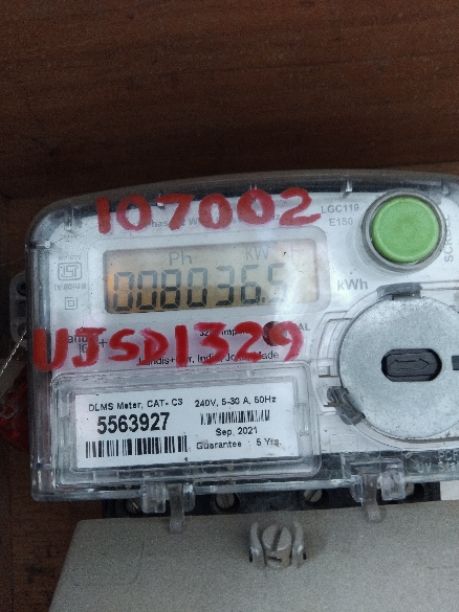 107002
LGC119
E150
SCROLL
Ph kW
008036.5
kWh
UJSD1329
DLMS Meter, CAT- C3
240V, 5-30 A, 50Hz
5563927
Sep. 2021
Guarantee : 5 Yrs.